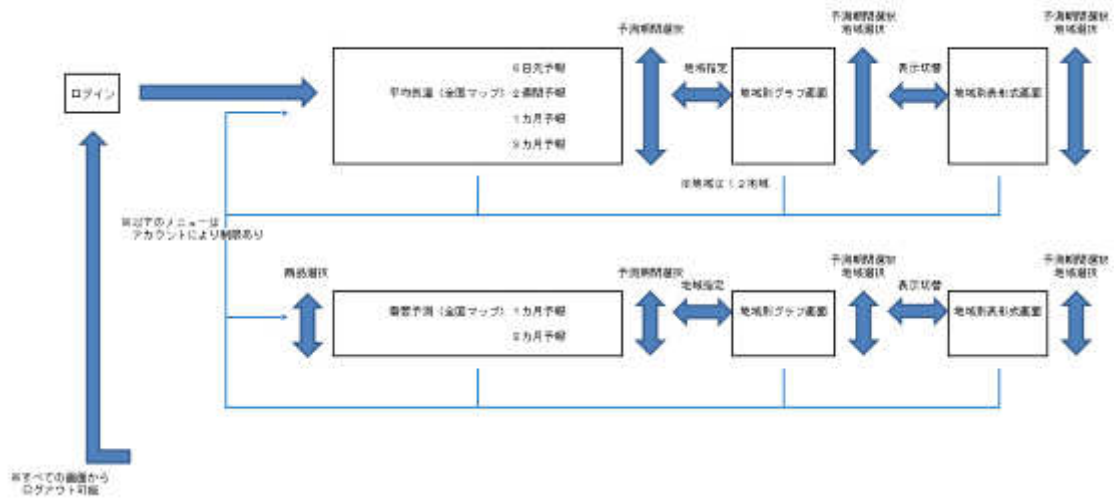 予測期間選択
予測期間選択
地域選択
予測期間選択
地域選択
ログイン
6日先予報
平均気温(全国マップ) 2週間予報
1カ月予報
3カ月予報
地域指定
地域別グラフ画面
表示切替
地域別表形式画面
※地域は12地域
※以下のメニューは
アカウントにより制限あり
商品選択
予測期間選択
地域指定
予測期間選択
地域選択
表示切替
予測期間選択
地域選択
需要予測(全国マップ) 1カ月予報
地域別グラフ画面
地域別表形式画面
カ月予報
※すべての画面から
ログアウト可能